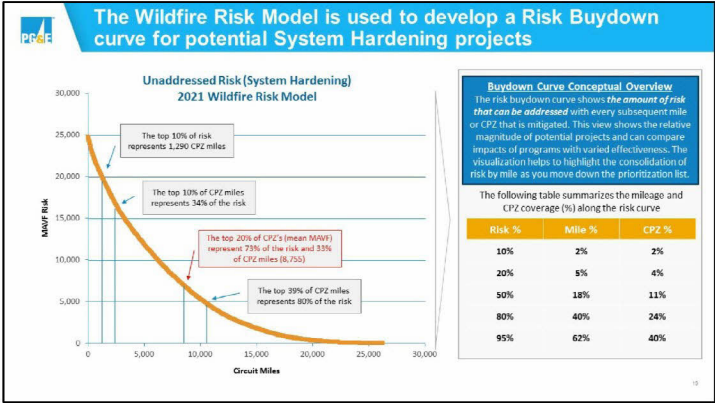 PG&E
The Wildfire Risk Model is used to develop a Risk Buydown
curve for potential System Hardening projects
Unaddressed Risk (System Hardening)
2021 Wildfire Risk Model
30,000
25,000
20,000
15,000
10,000
5,000
0
MAVF Risk
The top 10% of risk
represents 1,290 CPZ miles
The top 10% of CPZ miles
represents 34% of the risk
The top 20% of CPZ's (mean MAVF)
represent 73% of the risk and 33%
of CPZ miles (8,755)
The top 39% of CPZ miles
represents 80% of the risk
0 5,000 10,000 15,000 20,000 25,000 30,000
Circuit Miles
Buydown Curve Conceptual Overview
The risk buydown curve shows the amount of risk
that can be addressed with every subsequent mile
or CPZ that is mitigated. This view shows the relative
magnitude of potential projects and can compare
impacts of programs with varied effectiveness. The
visualization helps to highlight the consolidation of
risk by mile as you move down the prioritization list.
The following table summarizes the mileage and
CPZ coverage (%) along the risk curve
Risk % Mile % CPZ %
10% 2% 2%
20% 5% 4%
50% 18% 11%
80% 40% 24%
95% 62% 40%